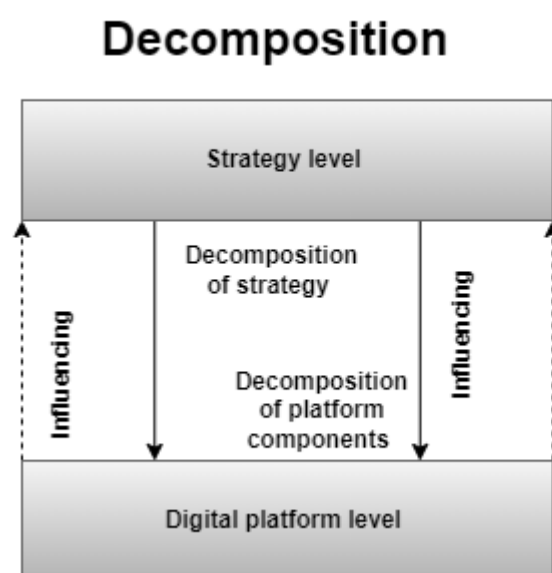 Decomposition
Strategy level
Decomposition
of strategy
Influencing
Influencing
Decomposition
of platform
components
Digital platform level